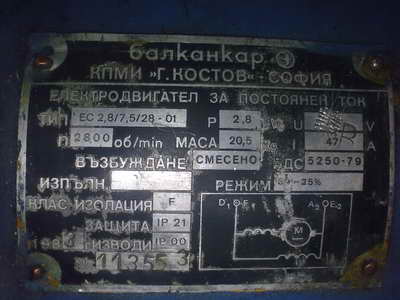 балканкар
КПМИ "Г. КОСТОВ" - СОФИЯ
ЕЛЕКТРОДВИГАТЕЛ ЗА ПОСТОЯНЕН ТОК
ТИП ЕС 2,8/7,5/28-01 P 2,8 U V
n 2800 об/min МАСА 20,5 A
ВЪЗБУЖДАНЕ СМЕСЕНО БДС 5250-79
ИЗПЪЛН. РЕЖИМ
КЛАС ИЗОЛАЦИЯ F
ЗАЩИТА IP 21
ИЗВОДИ IP 00
M